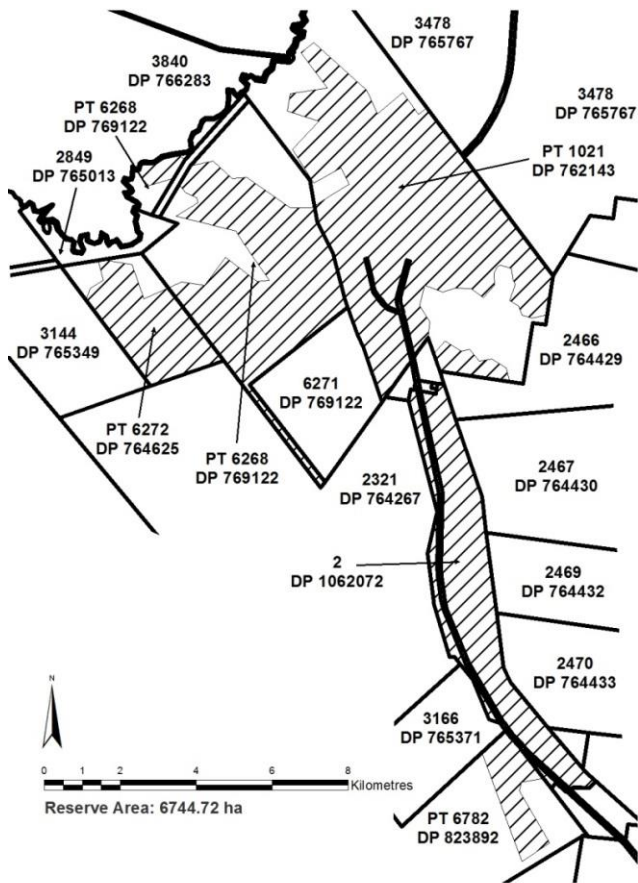 3478
DP 765767
3840
DP 766283
3478
DP 765767
PT 6268
DP 769122
PT 1021
DP 762143
2849
DP 765013
3144
DP 765349
2466
DP 764429
6271
DP 769122
PT 6272
DP 764625
PT 6268
DP 769122
2321
DP 764267
2467
DP 764430
2
DP 1062072
2469
DP 764432
2470
DP 764433
3166
DP 765371
N
0 1 2 4 6 8
Kilometres
Reserve Area: 6744.72 ha
PT 6782
DP 823892